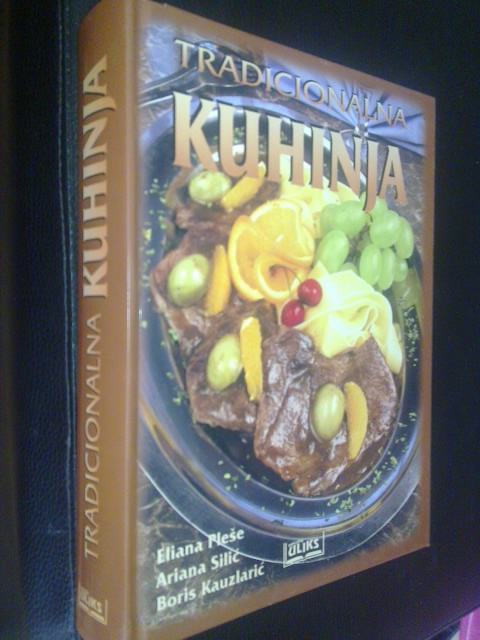 TRADICIONALNA
KUHINJA
Eliana Pleše
Ariana Silić
Boris Kauzlarić
ULIKS
TRADICIONALNA KUHINJA
ULIKS